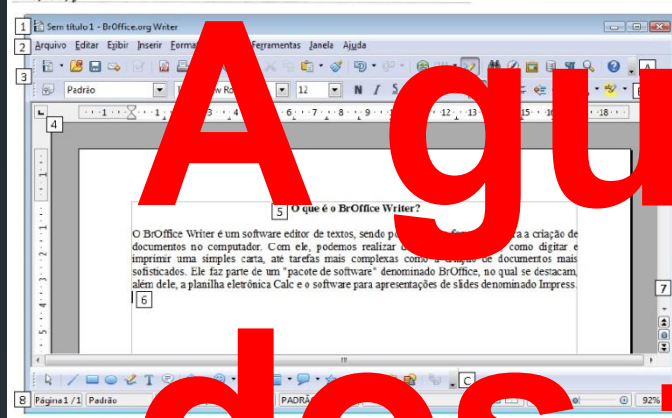 1 Sem título 1 - BrOffice.org Writer
2 Arquivo Editar Exibir Inserir Ferramentas Janela Ajuda
A
3
Padrão 12 N I
4
A gu
5 O que é o BrOffice Writer?
O BrOffice Writer é um software editor de textos, sendo a criação de
documentos no computador. Com ele, podemos realizar como digitar e
imprimir uma simples carta, até tarefas mais complexas como de documentos mais
sofisticados. Ele faz parte de um "pacote de software" denominado BrOffice, no qual se destacam,
além dele, a planilha eletrônica Calc e o software para apresentações de slides denominado Impress.
6
7
dos
C
8 Página 1 / 1 Padrão 92%